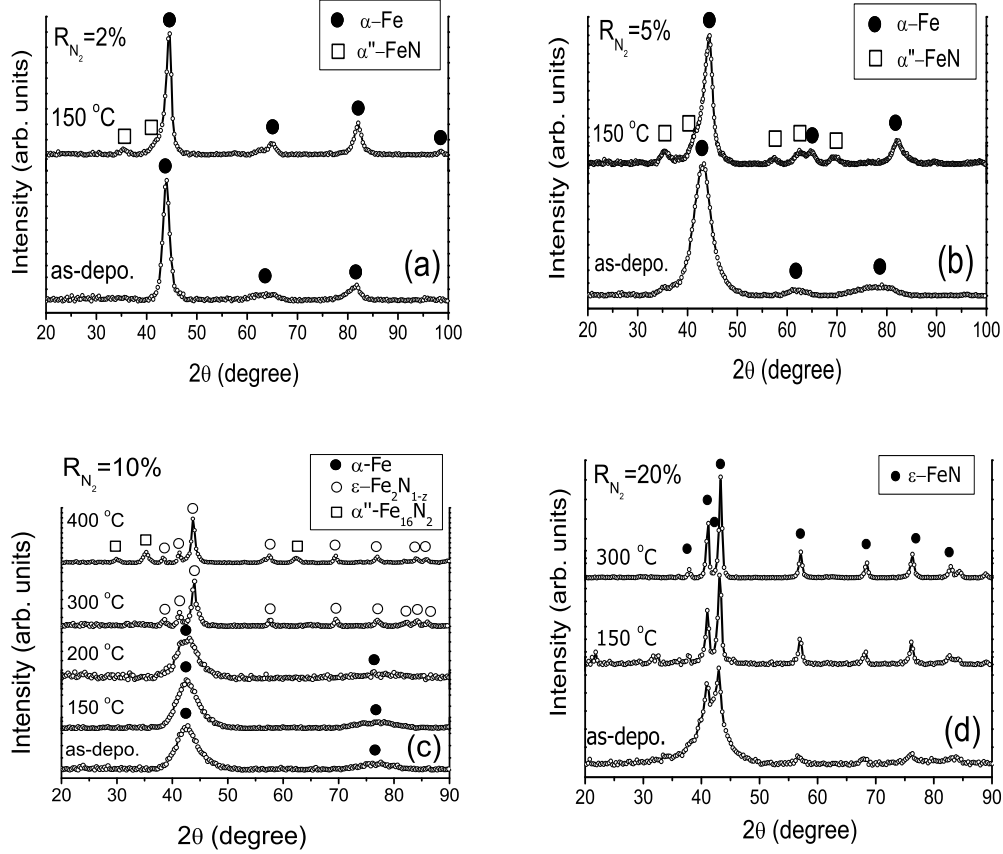 R_N₂=2%
● α–Fe
□ α"–FeN
150 °C
as-depo.
(a)
Intensity (arb. units)
20 30 40 50 60 70 80 90 100
2θ (degree)
R_N₂=5%
● α–Fe
□ α"–FeN
150 °C
as-depo.
(b)
Intensity (arb. units)
20 30 40 50 60 70 80 90 100
2θ (degree)
R_N₂=10%
● α-Fe
○ ε–Fe₂N₁₋z
□ α"-Fe₁₆N₂
400 °C
300 °C
200 °C
150 °C
as-depo.
(c)
Intensity (arb. units)
20 30 40 50 60 70 80 90
2θ (degree)
R_N₂=20%
● ε–FeN
300 °C
150 °C
as-depo.
(d)
Intensity (arb. units)
20 30 40 50 60 70 80 90
2θ (degree)